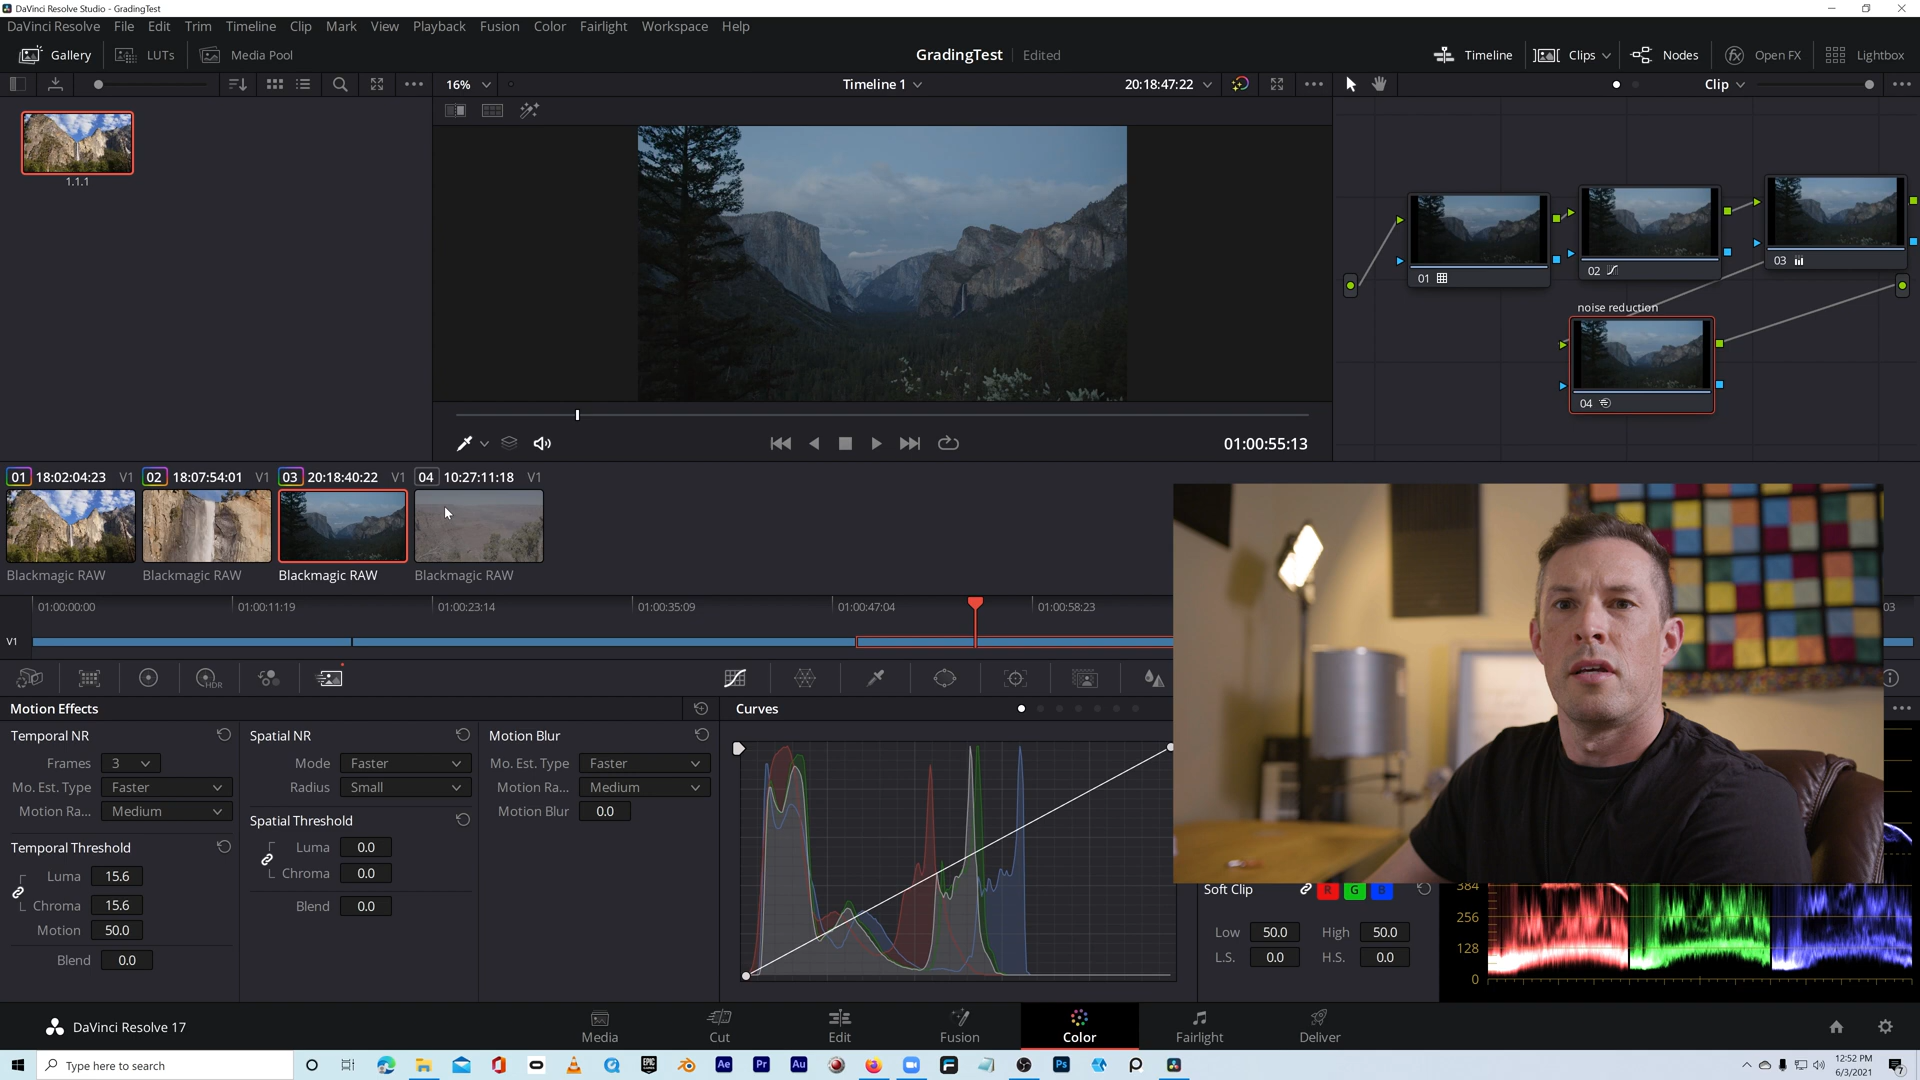 DaVinci Resolve Studio - GradingTest
DaVinci Resolve File Edit Trim Timeline Clip Mark View Playback Fusion Color Fairlight Workspace Help
Gallery LUTs Media Pool GradingTest Edited Timeline Clips Nodes Open FX Lightbox
16% Timeline 1 20:18:47:22 Clip
1.1.1
01
02
03
noise reduction
04
01:00:55:13
01 18:02:04:23 V1 02 18:07:54:01 V1 03 20:18:40:22 V1 04 10:27:11:18 V1
Blackmagic RAW Blackmagic RAW Blackmagic RAW Blackmagic RAW
01:00:00:00 01:00:11:19 01:00:23:14 01:00:35:09 01:00:47:04 01:00:58:23 03
V1
HDR
Motion Effects Curves
Temporal NR Spatial NR Motion Blur
Frames 3 Mode Faster Mo. Est. Type Faster
Mo. Est. Type Faster Radius Small Motion Ra... Medium
Motion Ra... Medium Motion Blur 0.0
Spatial Threshold
Temporal Threshold Luma 0.0
Luma 15.6 Chroma 0.0
Chroma 15.6 Blend 0.0
Motion 50.0
Blend 0.0
Soft Clip R G B
Low 50.0 High 50.0
L.S. 0.0 H.S. 0.0
384
256
128
0
DaVinci Resolve 17 Media Cut Edit Fusion Color Fairlight Deliver
Type here to search
EPIC GAMES Ae Pr Au Ps
12:52 PM
6/3/2021
7